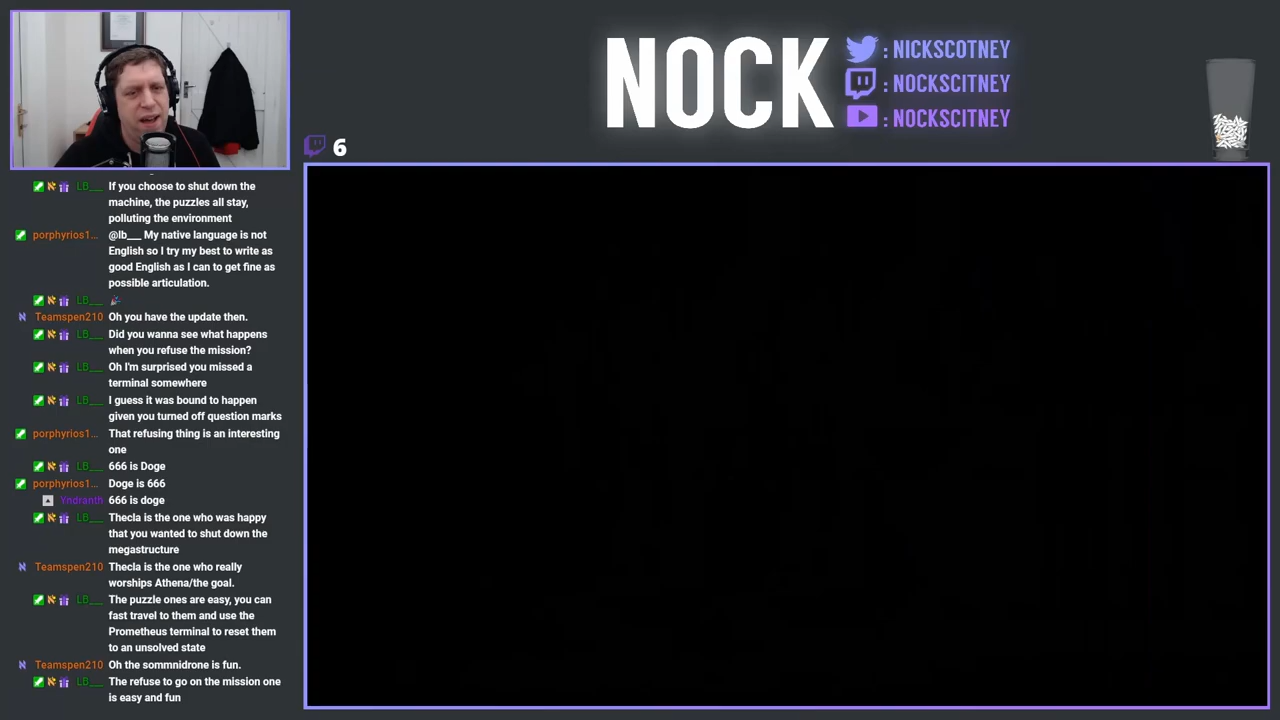 NOCK
: NICKSCOTNEY
: NOCKSCITNEY
: NOCKSCITNEY
6
LB___ If you choose to shut down the
machine, the puzzles all stay,
polluting the environment
porphyrios1... @lb___ My native language is not
English so I try my best to write as
good English as I can to get fine as
possible articulation.
LB___
Teamspen210 Oh you have the update then.
LB___ Did you wanna see what happens
when you refuse the mission?
LB___ Oh I'm surprised you missed a
terminal somewhere
LB___ I guess it was bound to happen
given you turned off question marks
porphyrios1... That refusing thing is an interesting
one
LB___ 666 is Doge
porphyrios1... Doge is 666
Yndranth 666 is doge
LB___ Thecla is the one who was happy
that you wanted to shut down the
megastructure
Teamspen210 Thecla is the one who really
worships Athena/the goal.
LB___ The puzzle ones are easy, you can
fast travel to them and use the
Prometheus terminal to reset them
to an unsolved state
Teamspen210 Oh the sommnidrone is fun.
LB___ The refuse to go on the mission one
is easy and fun